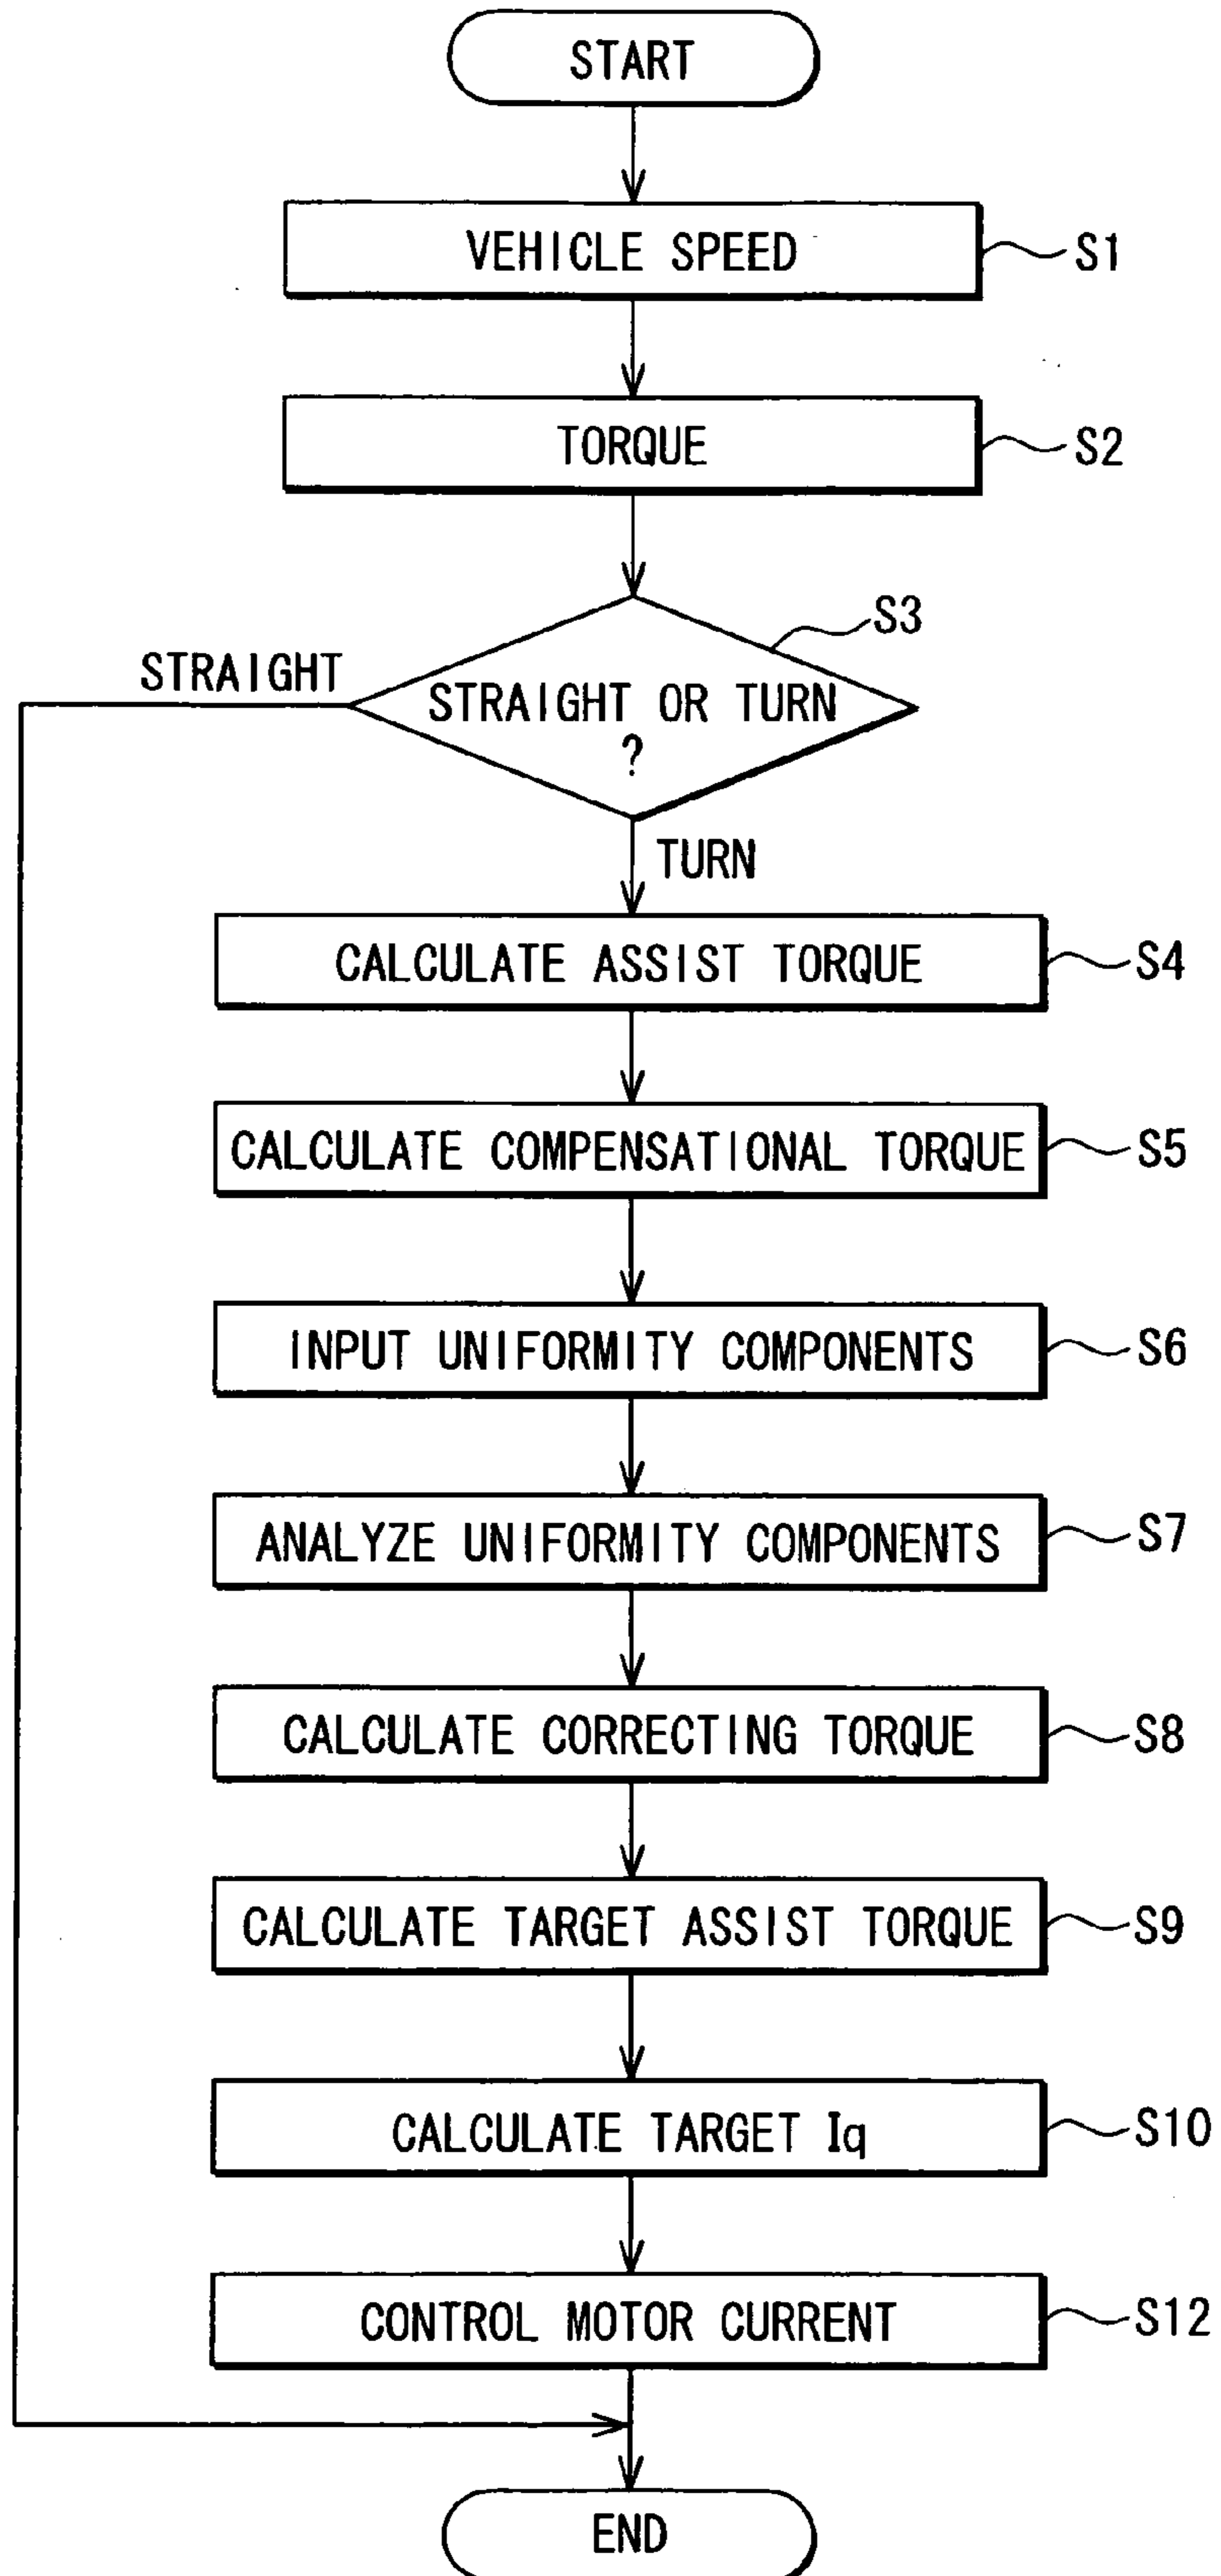 START
VEHICLE SPEED
S1
TORQUE
S2
S3
STRAIGHT
STRAIGHT OR TURN
?
TURN
CALCULATE ASSIST TORQUE
S4
CALCULATE COMPENSATIONAL TORQUE
S5
INPUT UNIFORMITY COMPONENTS
S6
ANALYZE UNIFORMITY COMPONENTS
S7
CALCULATE CORRECTING TORQUE
S8
CALCULATE TARGET ASSIST TORQUE
S9
CALCULATE TARGET Iq
S10
CONTROL MOTOR CURRENT
S12
END